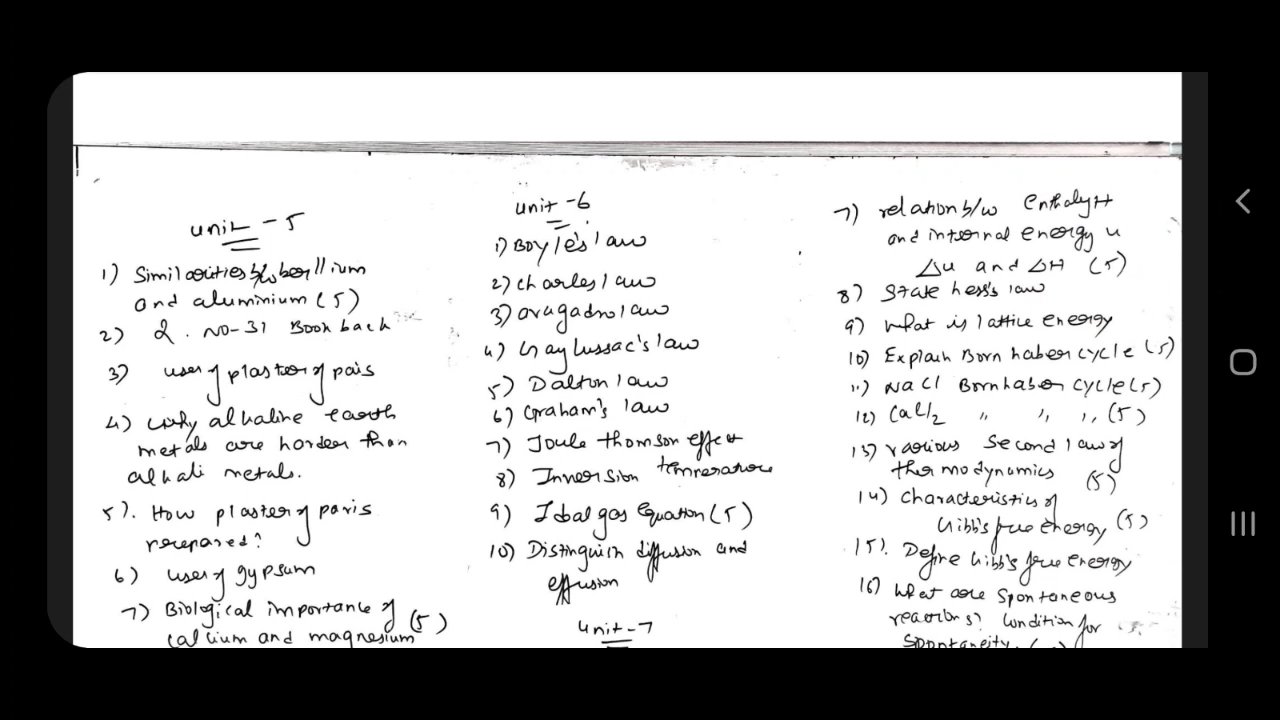 unit - 5
1) Similarities b/w beryllium
and aluminium (5)
2) Q. No-31 Book back
3) uses of plaster of pais
4) why alkaline earth
metals are harder than
alkali metals.
5). How plaster of paris
repepared?
6) uses of gypsum
7) Biological importance of (5)
calcium and magnesium
unit -6
1) Boyle's law
2) charles law
3) avagadro law
4) Gay lussac's law
5) Dalton law
6) Graham's law
7) Joule thomson effect
8) Inversion temperature
9) Ideal gas Equation (5)
10) Distinguish diffusion and
effusion
unit-7
7) relation b/w enthalpy H
and internal energy u
Δu and ΔH (5)
8) State hess's law
9) what is lattice energy
10) Explain Born haber cycle (5)
11) NaCl Born haber cycle (5)
12) CaCl2 " " " (5)
13) various second law of
thermodynamics (5)
14) characteristics of
Gibb's free energy (5)
15). Define Gibb's free energy
16) What are spontaneous
reactions? condition for
spontaneity.